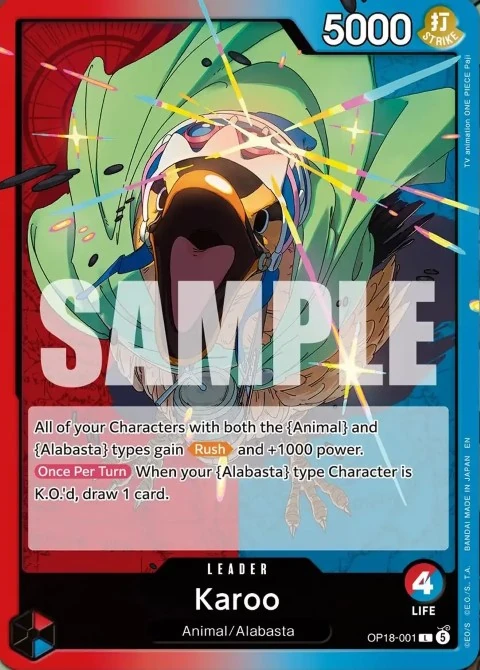 5000
打
STRIKE
TV animation ONE PIECE Paji
SAMPLE
All of your Characters with both the {Animal} and
{Alabasta} types gain Rush and +1000 power.
Once Per Turn When your {Alabasta} type Character is
K.O.'d, draw 1 card.
LEADER
Karoo
Animal/Alabasta
4
LIFE
OP18-001 L 5
©E/S ©E.O./S., T.A. BANDAI MADE IN JAPAN EN